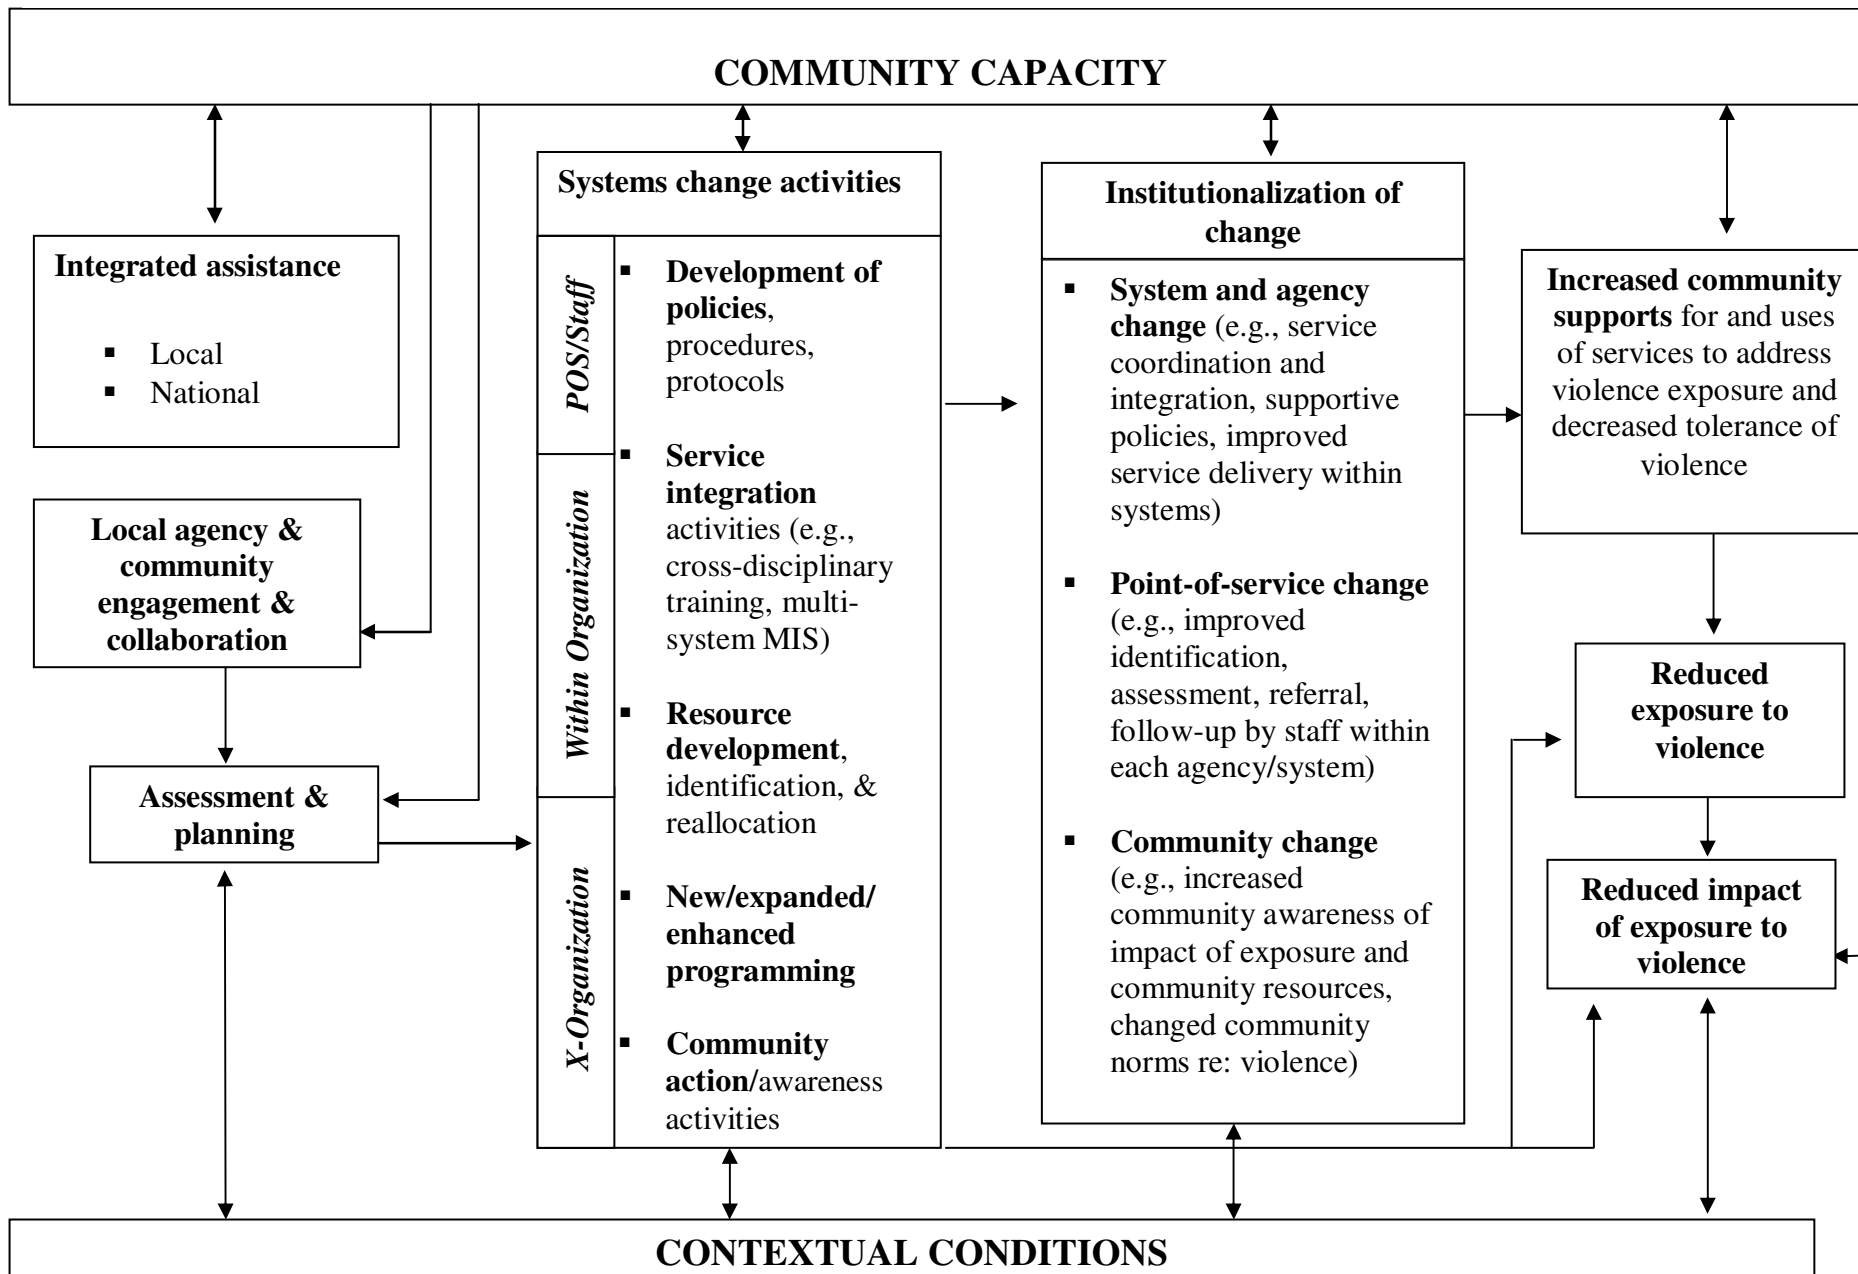 COMMUNITY CAPACITY
Integrated assistance
▪ Local
▪ National
Local agency &
community
engagement &
collaboration
Assessment &
planning
Systems change activities
POS/Staff
Within Organization
X-Organization
▪ Development of
policies,
procedures,
protocols
▪ Service
integration
activities (e.g.,
cross-disciplinary
training, multi-
system MIS)
▪ Resource
development,
identification, &
reallocation
▪ New/expanded/
enhanced
programming
▪ Community
action/awareness
activities
Institutionalization of
change
▪ System and agency
change (e.g., service
coordination and
integration, supportive
policies, improved
service delivery within
systems)
▪ Point-of-service change
(e.g., improved
identification,
assessment, referral,
follow-up by staff within
each agency/system)
▪ Community change
(e.g., increased
community awareness of
impact of exposure and
community resources,
changed community
norms re: violence)
Increased community
supports for and uses
of services to address
violence exposure and
decreased tolerance of
violence
Reduced
exposure to
violence
Reduced impact
of exposure to
violence
CONTEXTUAL CONDITIONS